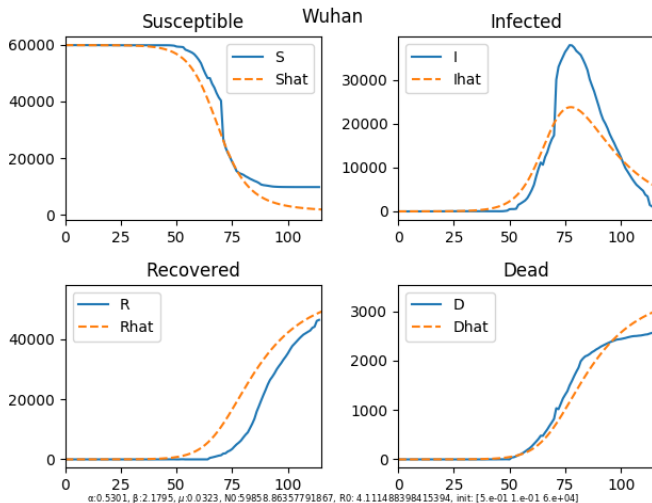 Wuhan
Susceptible
Infected
60000
40000
20000
0
S
Shat
0 25 50 75 100
30000
20000
10000
0
I
Ihat
0 25 50 75 100
Recovered
Dead
40000
20000
0
R
Rhat
0 25 50 75 100
3000
2000
1000
0
D
Dhat
0 25 50 75 100
α:0.5301, β:2.1795, μ:0.0323, N0:59858.86357791867, R0: 4.111488398415394, init: [5.e-01 1.e-01 6.e+04]